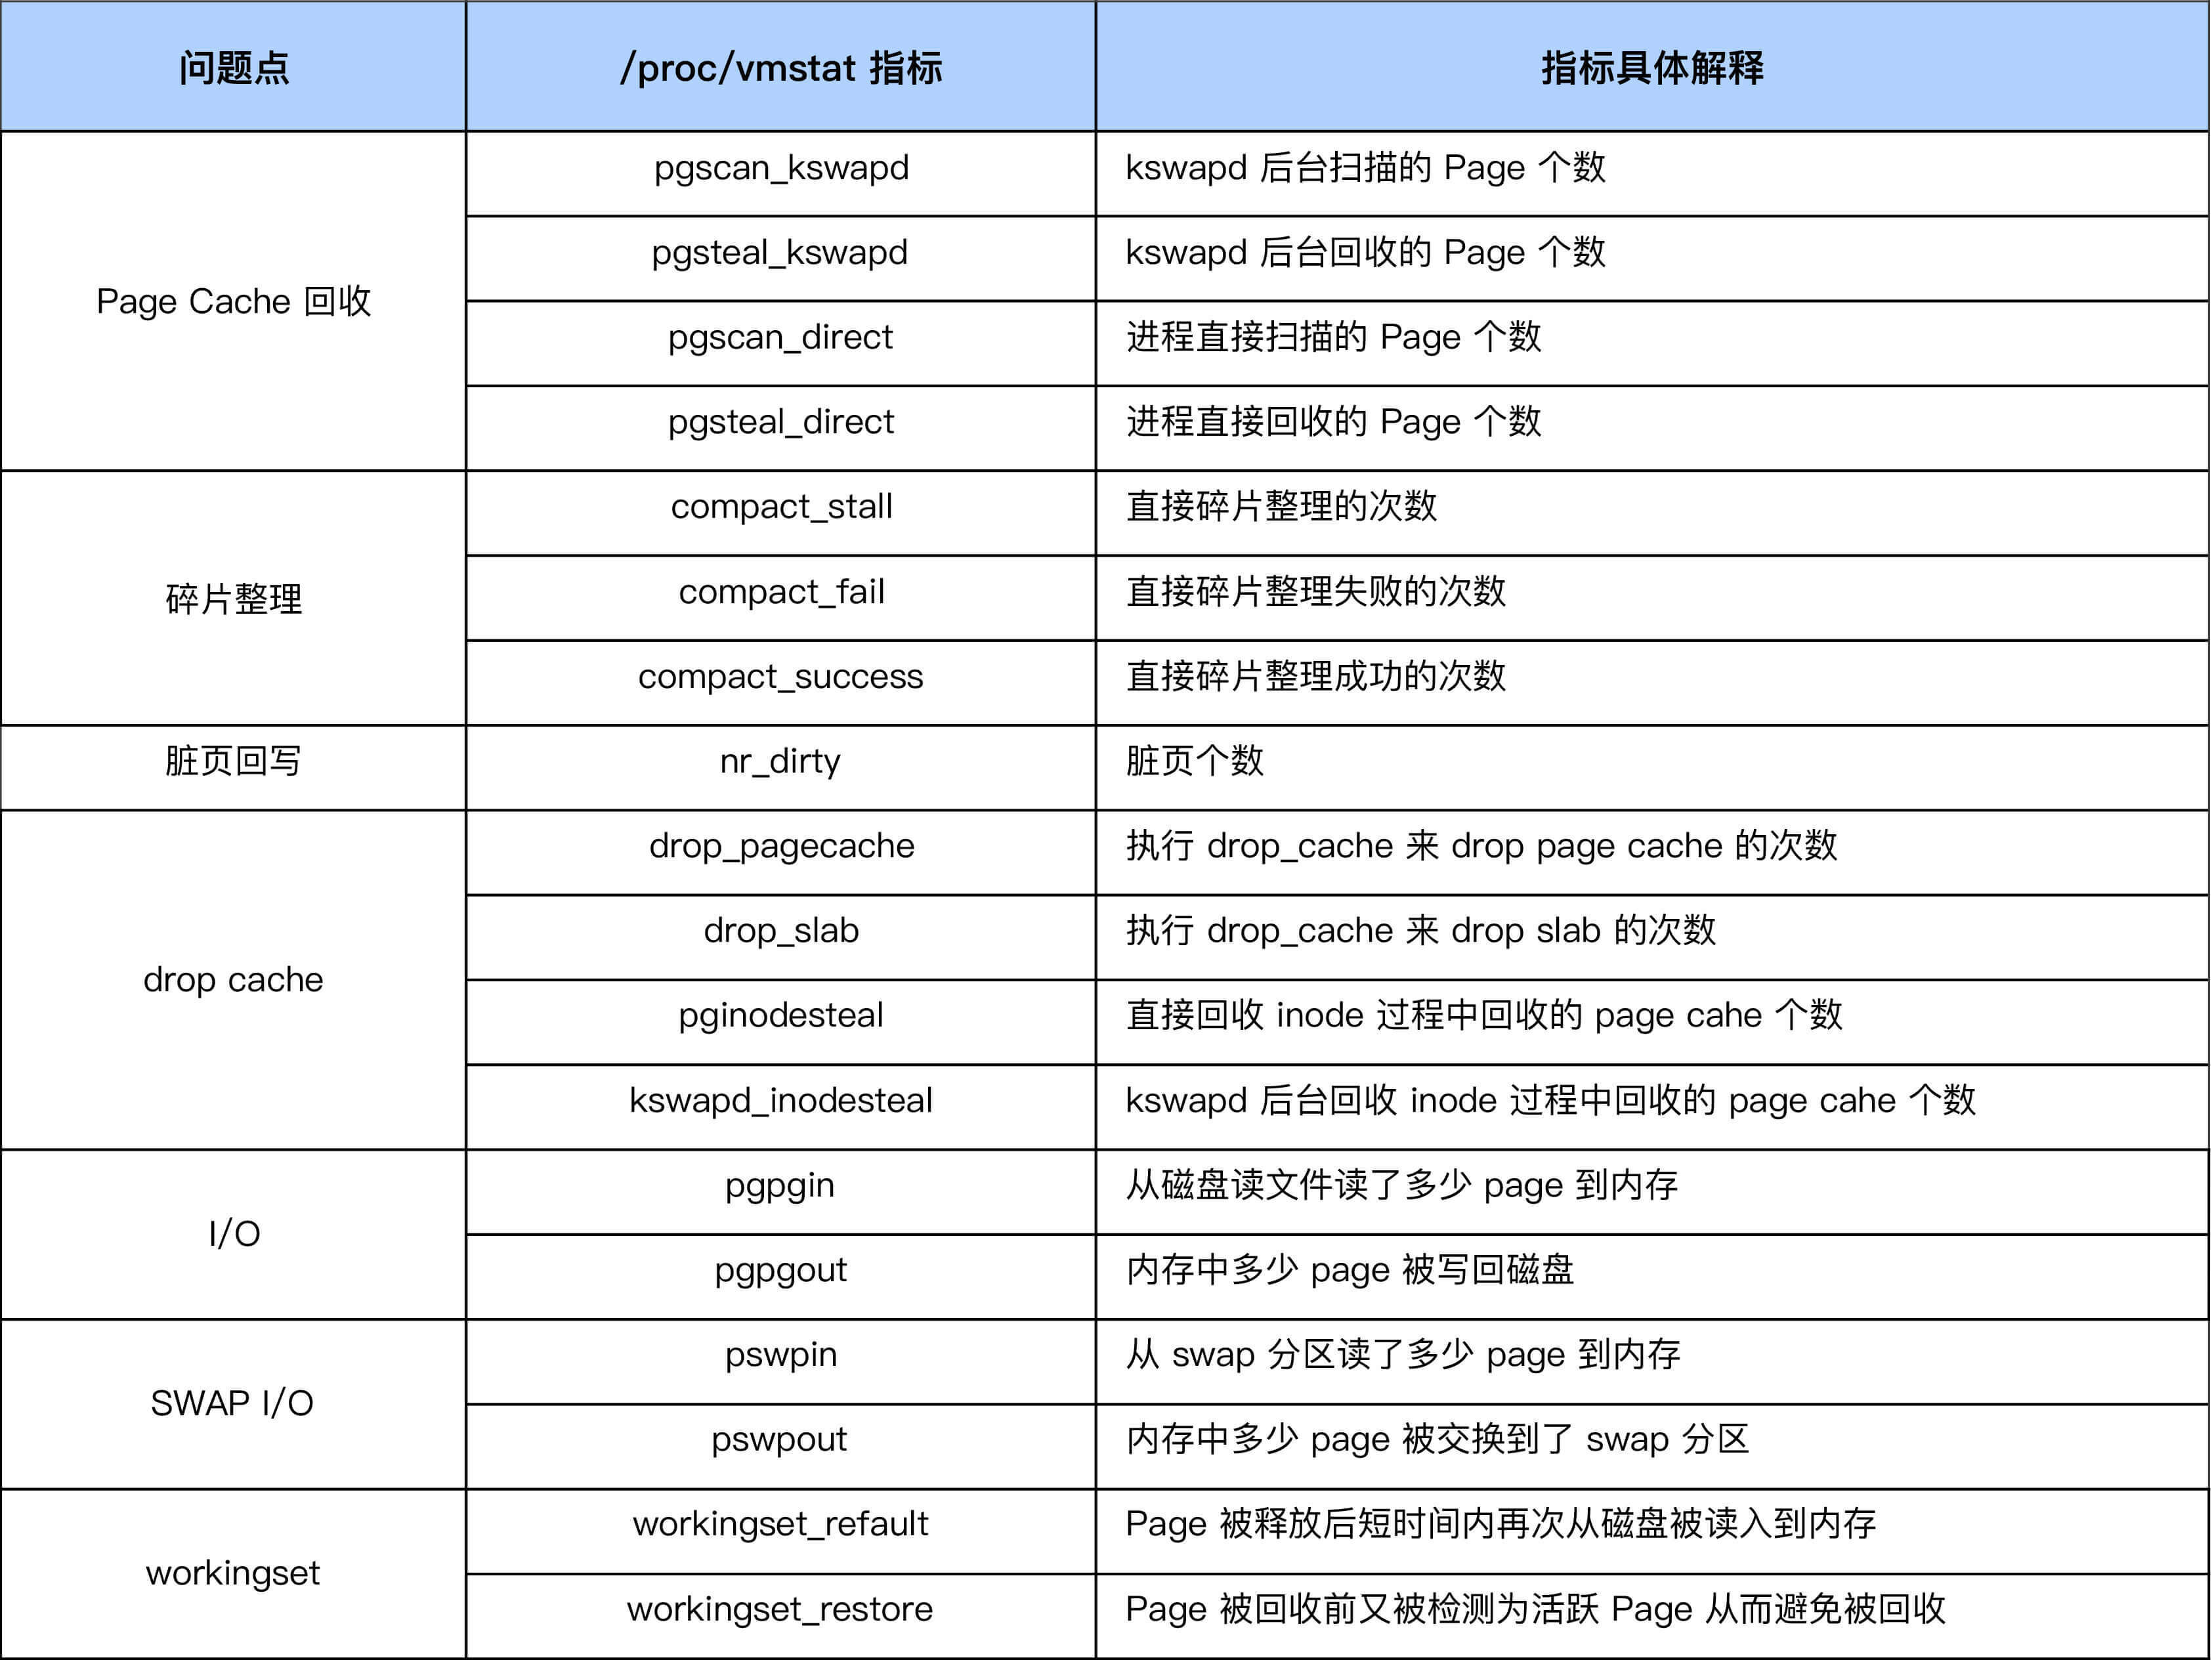 问题点
/proc/vmstat 指标
指标具体解释
Page Cache 回收
pgscan_kswapd
kswapd 后台扫描的 Page 个数
pgsteal_kswapd
kswapd 后台回收的 Page 个数
pgscan_direct
进程直接扫描的 Page 个数
pgsteal_direct
进程直接回收的 Page 个数
碎片整理
compact_stall
直接碎片整理的次数
compact_fail
直接碎片整理失败的次数
compact_success
直接碎片整理成功的次数
脏页回写
nr_dirty
脏页个数
drop cache
drop_pagecache
执行 drop_cache 来 drop page cache 的次数
drop_slab
执行 drop_cache 来 drop slab 的次数
pginodesteal
直接回收 inode 过程中回收的 page cahe 个数
kswapd_inodesteal
kswapd 后台回收 inode 过程中回收的 page cahe 个数
I/O
pgpgin
从磁盘读文件读了多少 page 到内存
pgpgout
内存中多少 page 被写回磁盘
SWAP I/O
pswpin
从 swap 分区读了多少 page 到内存
pswpout
内存中多少 page 被交换到了 swap 分区
workingset
workingset_refault
Page 被释放后短时间内再次从磁盘被读入到内存
workingset_restore
Page 被回收前又被检测为活跃 Page 从而避免被回收